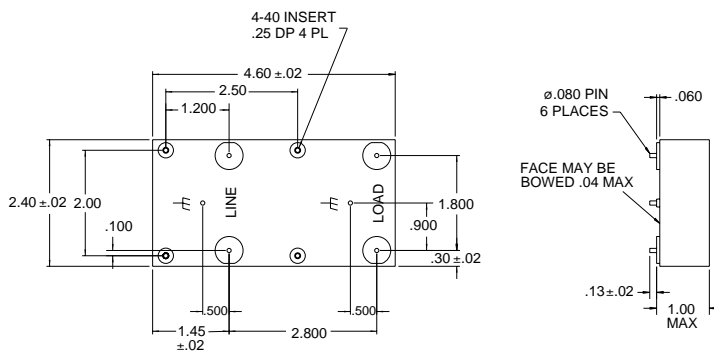 4-40 INSERT
.25 DP 4 PL
4.60 ±.02
2.50
1.200
ø.080 PIN
6 PLACES
.060
FACE MAY BE
BOWED .04 MAX
2.40 ±.02
2.00
.100
LINE
LOAD
1.800
.900
.30 ±.02
.500
.500
1.45
±.02
2.800
.13±.02
1.00
MAX